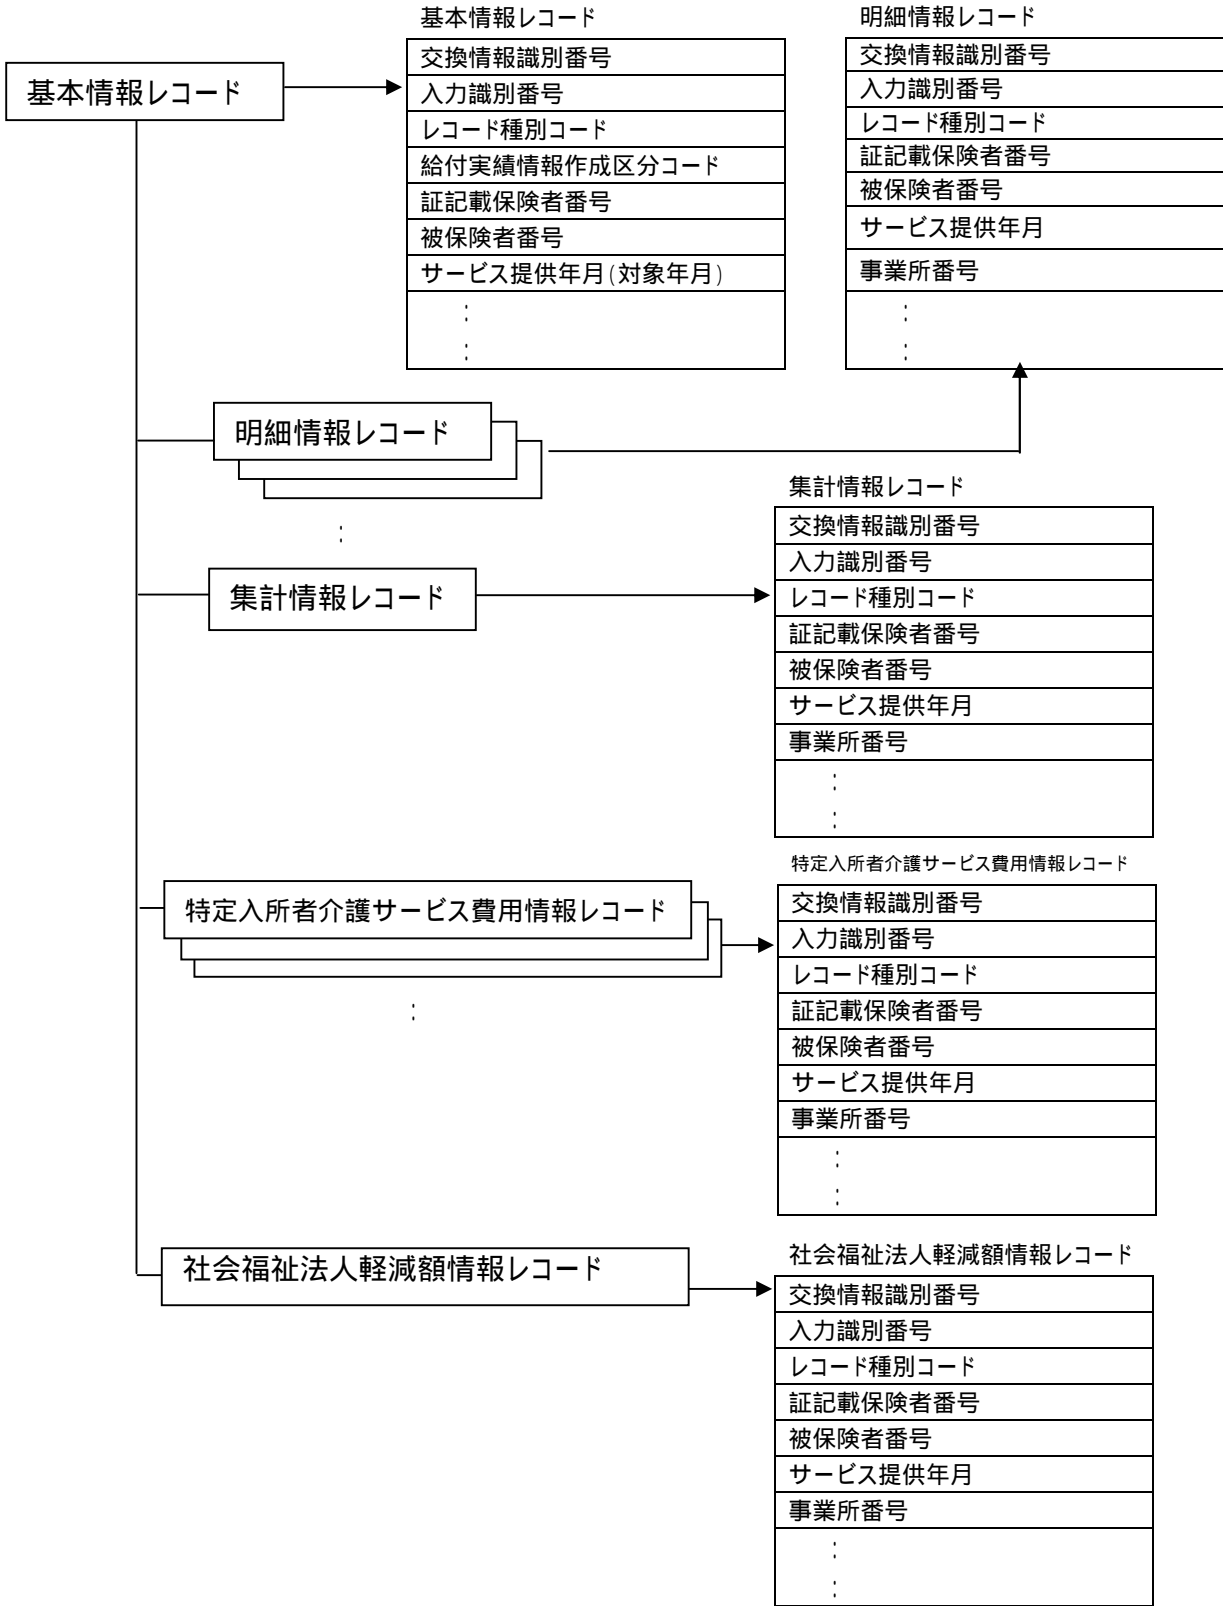 基本情報レコード
基本情報レコード
交換情報識別番号
入力識別番号
レコード種別コード
給付実績情報作成区分コード
証記載保険者番号
被保険者番号
サービス提供年月(対象年月)
:
:
明細情報レコード
交換情報識別番号
入力識別番号
レコード種別コード
証記載保険者番号
被保険者番号
サービス提供年月
事業所番号
:
:
明細情報レコード
:
集計情報レコード
集計情報レコード
交換情報識別番号
入力識別番号
レコード種別コード
証記載保険者番号
被保険者番号
サービス提供年月
事業所番号
:
:
特定入所者介護サービス費用情報レコード
:
特定入所者介護サービス費用情報レコード
交換情報識別番号
入力識別番号
レコード種別コード
証記載保険者番号
被保険者番号
サービス提供年月
事業所番号
:
:
社会福祉法人軽減額情報レコード
社会福祉法人軽減額情報レコード
交換情報識別番号
入力識別番号
レコード種別コード
証記載保険者番号
被保険者番号
サービス提供年月
事業所番号
:
: